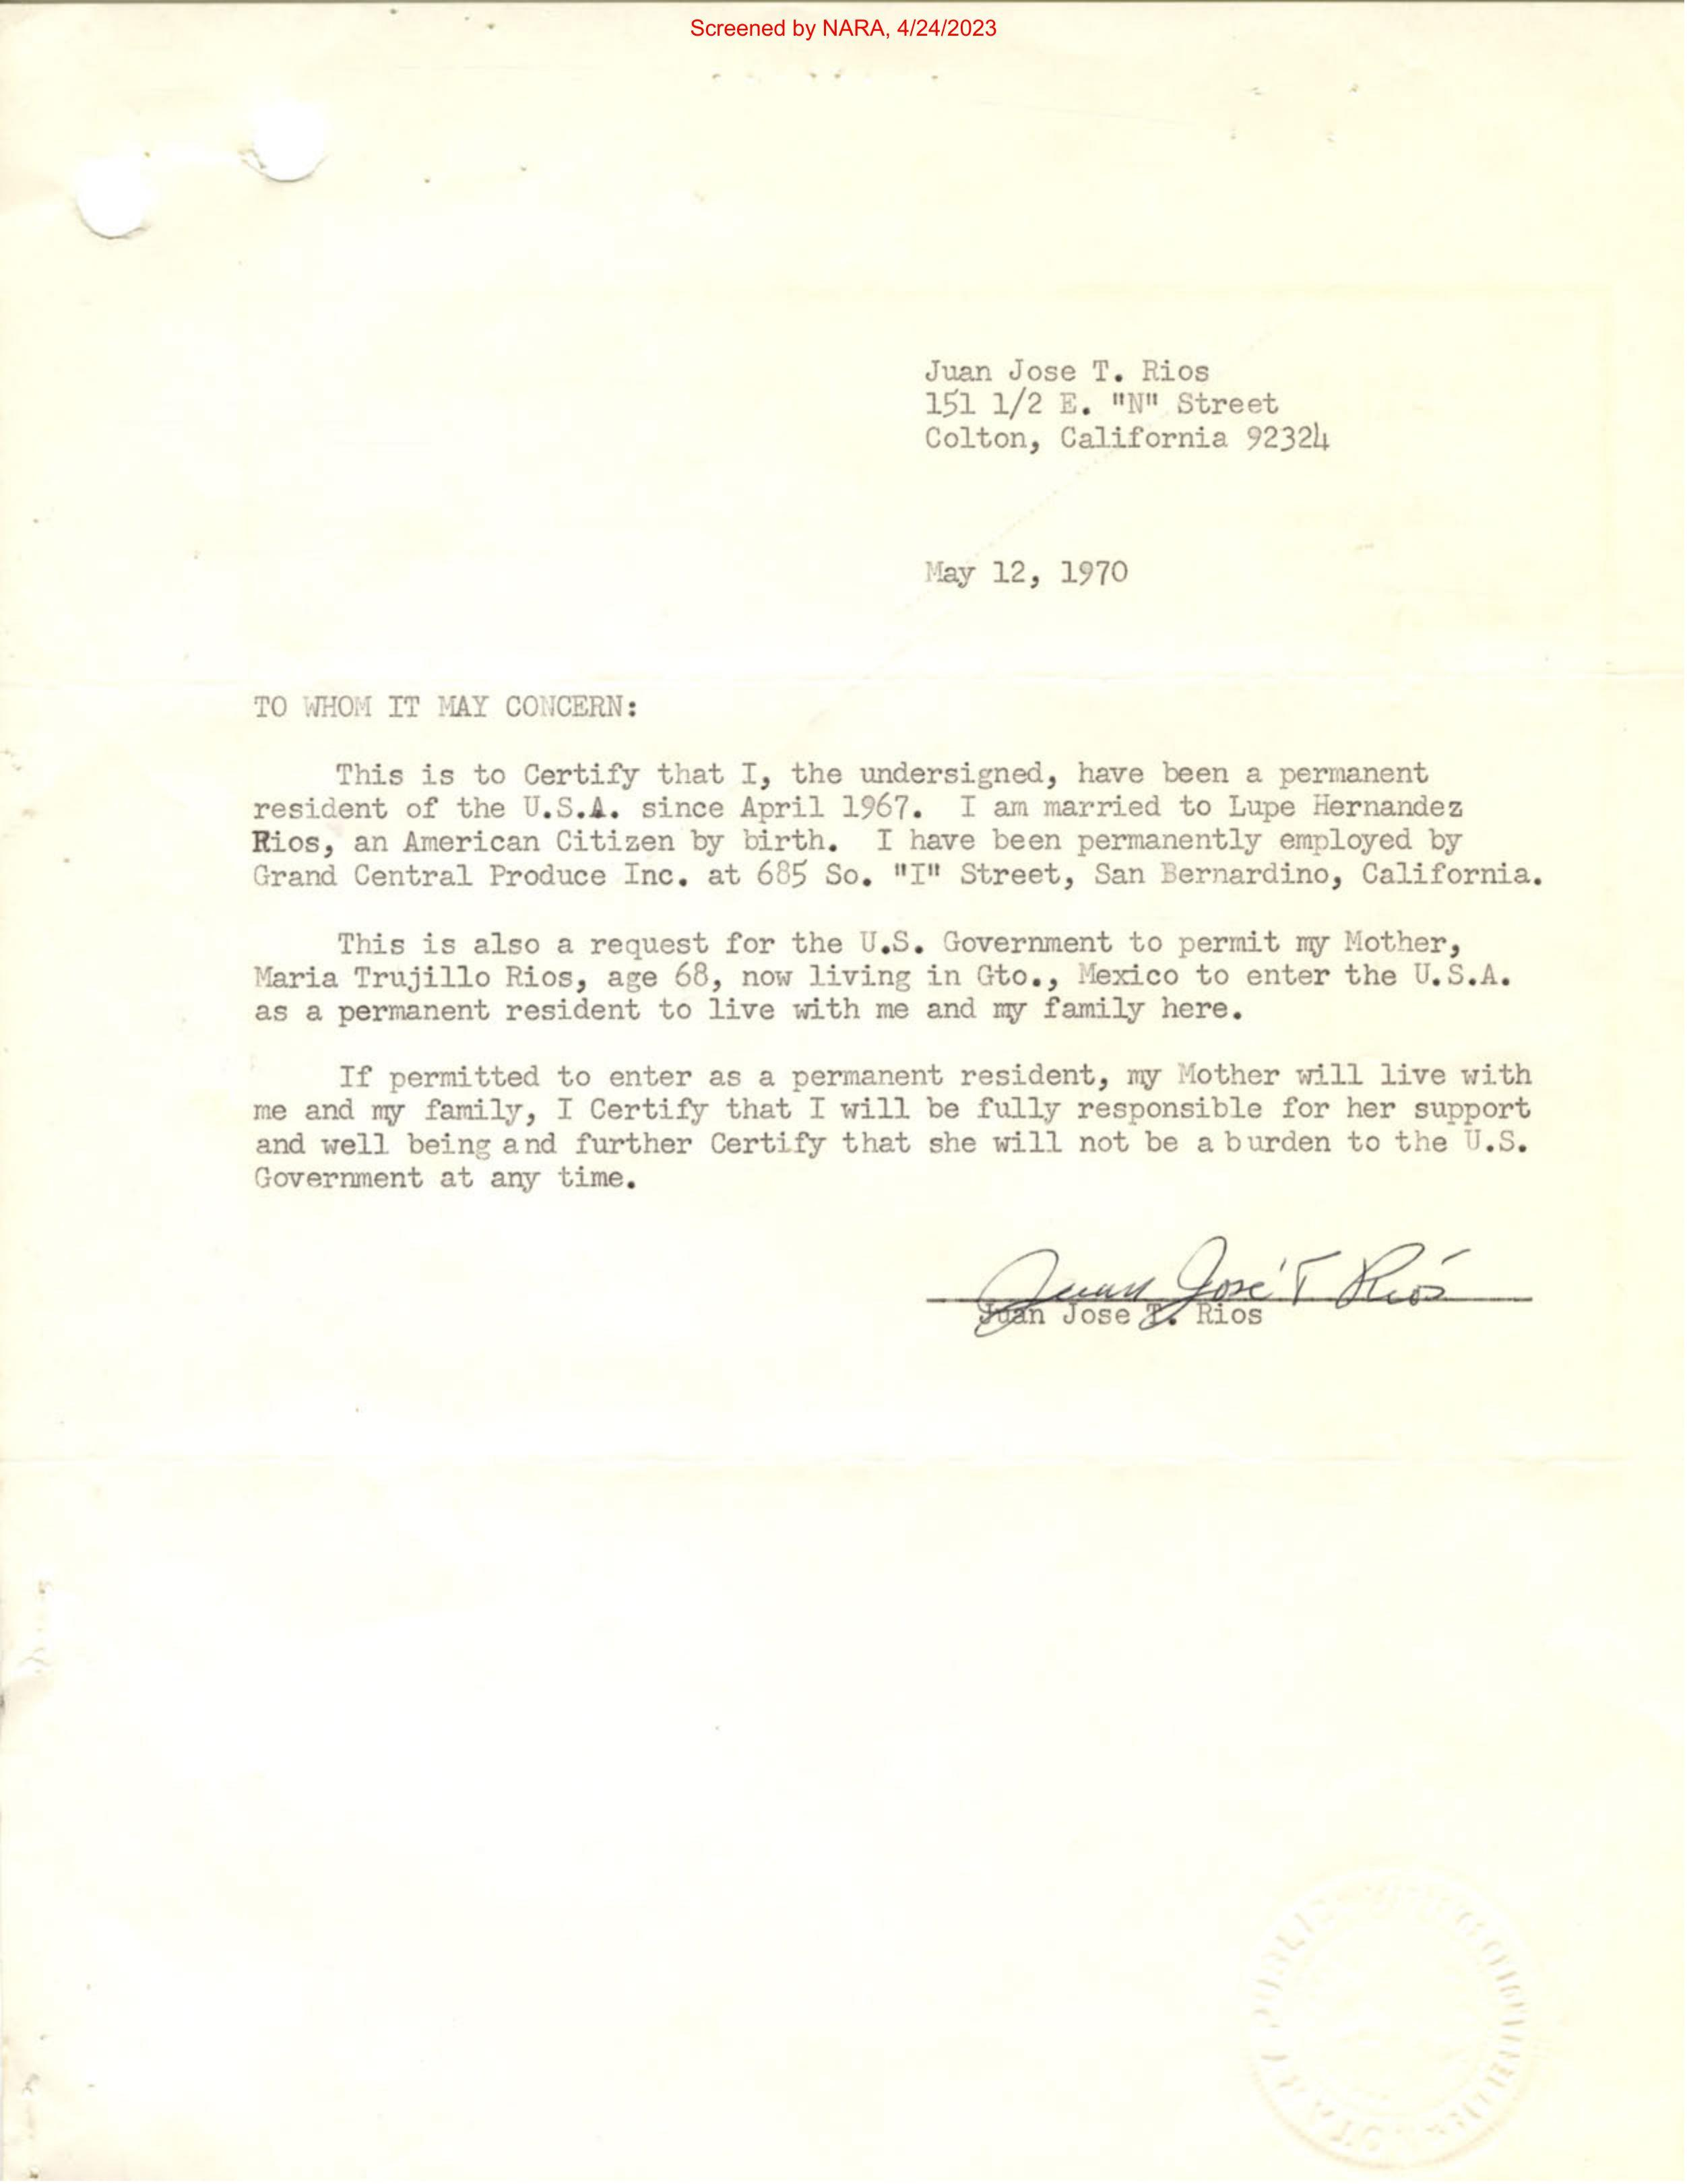 Screened by NARA, 4/24/2023
Juan Jose T. Rios
151 1/2 E. "N" Street
Colton, California 92324
May 12, 1970
TO WHOM IT MAY CONCERN:
This is to Certify that I, the undersigned, have been a permanent
resident of the U.S.A. since April 1967. I am married to Lupe Hernandez
Rios, an American Citizen by birth. I have been permanently employed by
Grand Central Produce Inc. at 685 So. "I" Street, San Bernardino, California.
This is also a request for the U.S. Government to permit my Mother,
Maria Trujillo Rios, age 68, now living in Gto., Mexico to enter the U.S.A.
as a permanent resident to live with me and my family here.
If permitted to enter as a permanent resident, my Mother will live with
me and my family, I Certify that I will be fully responsible for her support
and well being and further Certify that she will not be a burden to the U.S.
Government at any time.
Juan José T Riós
Juan Jose T. Rios